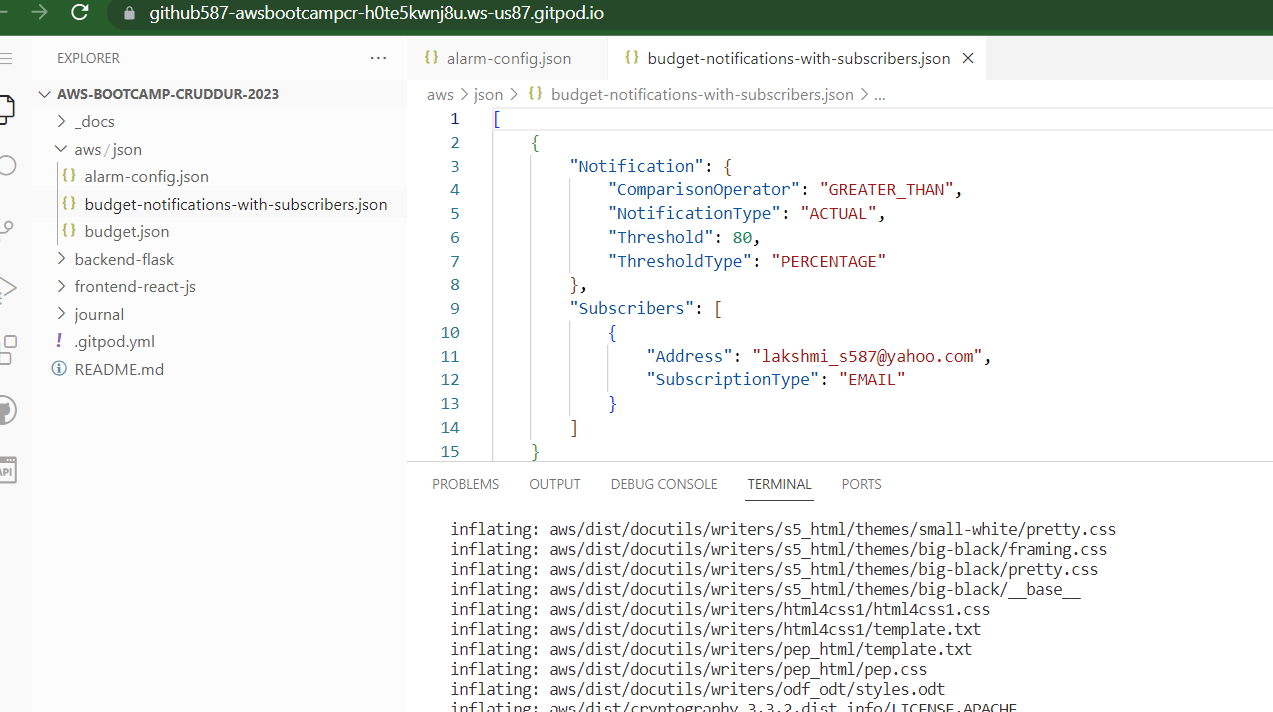 github587-awsbootcampcr-h0te5kwnj8u.ws-us87.gitpod.io
EXPLORER
AWS-BOOTCAMP-CRUDDUR-2023
_docs
aws / json
alarm-config.json
budget-notifications-with-subscribers.json
budget.json
backend-flask
frontend-react-js
journal
.gitpod.yml
README.md
API
alarm-config.json
budget-notifications-with-subscribers.json
aws > json > {} budget-notifications-with-subscribers.json > ...
1 [
2 {
3 "Notification": {
4 "ComparisonOperator": "GREATER_THAN",
5 "NotificationType": "ACTUAL",
6 "Threshold": 80,
7 "ThresholdType": "PERCENTAGE"
8 },
9 "Subscribers": [
10 {
11 "Address": "lakshmi_s587@yahoo.com",
12 "SubscriptionType": "EMAIL"
13 }
14 ]
15 }
PROBLEMS OUTPUT DEBUG CONSOLE TERMINAL PORTS
inflating: aws/dist/docutils/writers/s5_html/themes/small-white/pretty.css
inflating: aws/dist/docutils/writers/s5_html/themes/big-black/framing.css
inflating: aws/dist/docutils/writers/s5_html/themes/big-black/pretty.css
inflating: aws/dist/docutils/writers/s5_html/themes/big-black/__base__
inflating: aws/dist/docutils/writers/html4css1/html4css1.css
inflating: aws/dist/docutils/writers/html4css1/template.txt
inflating: aws/dist/docutils/writers/pep_html/template.txt
inflating: aws/dist/docutils/writers/pep_html/pep.css
inflating: aws/dist/docutils/writers/odf_odt/styles.odt
inflating: aws/dist/cryptography-3.3.2.dist-info/LICENSE.APACHE